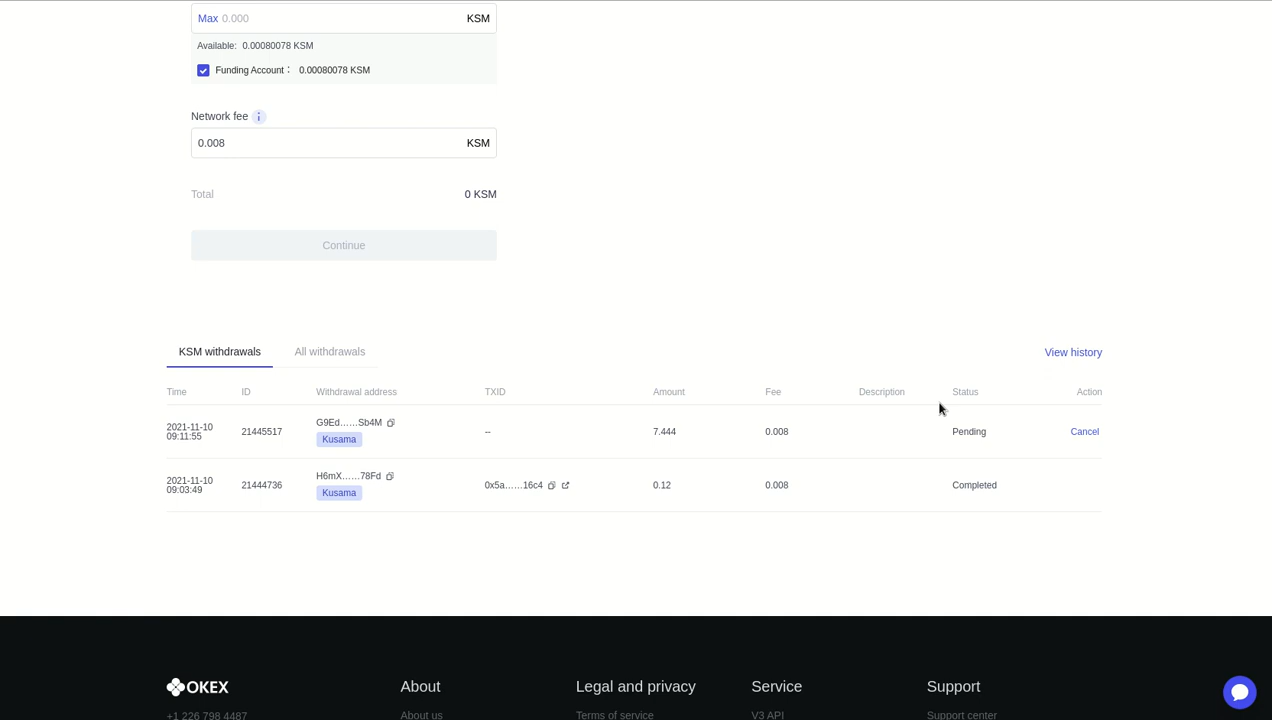 Max 0.000 KSM
Available: 0.00080078 KSM
Funding Account： 0.00080078 KSM
Network fee
0.008 KSM
Total 0 KSM
Continue
KSM withdrawals All withdrawals View history
Time ID Withdrawal address TXID Amount Fee Description Status Action
2021-11-10
09:11:55
21445517
G9Ed……Sb4M
Kusama
--
7.444
0.008
Pending
Cancel
2021-11-10
09:03:49
21444736
H6mX……78Fd
Kusama
0x5a……16c4
0.12
0.008
Completed
OKEX About Legal and privacy Service Support
+1 226 798 4487 About us Terms of service V3 API Support center